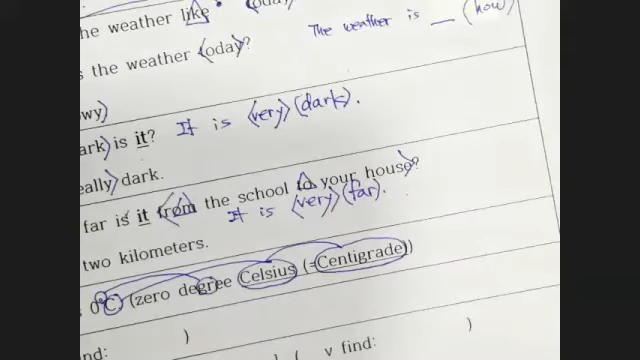 he weather like today
The weather is __ (how)
s the weather today?
wy)
ark) is it? It is <very> (dark).
eally) dark.
far is it from the school to your house?
It is <very> (far).
two kilometers.
0°C (zero degree Celsius (=Centigrade))
nd: )
( v find: )